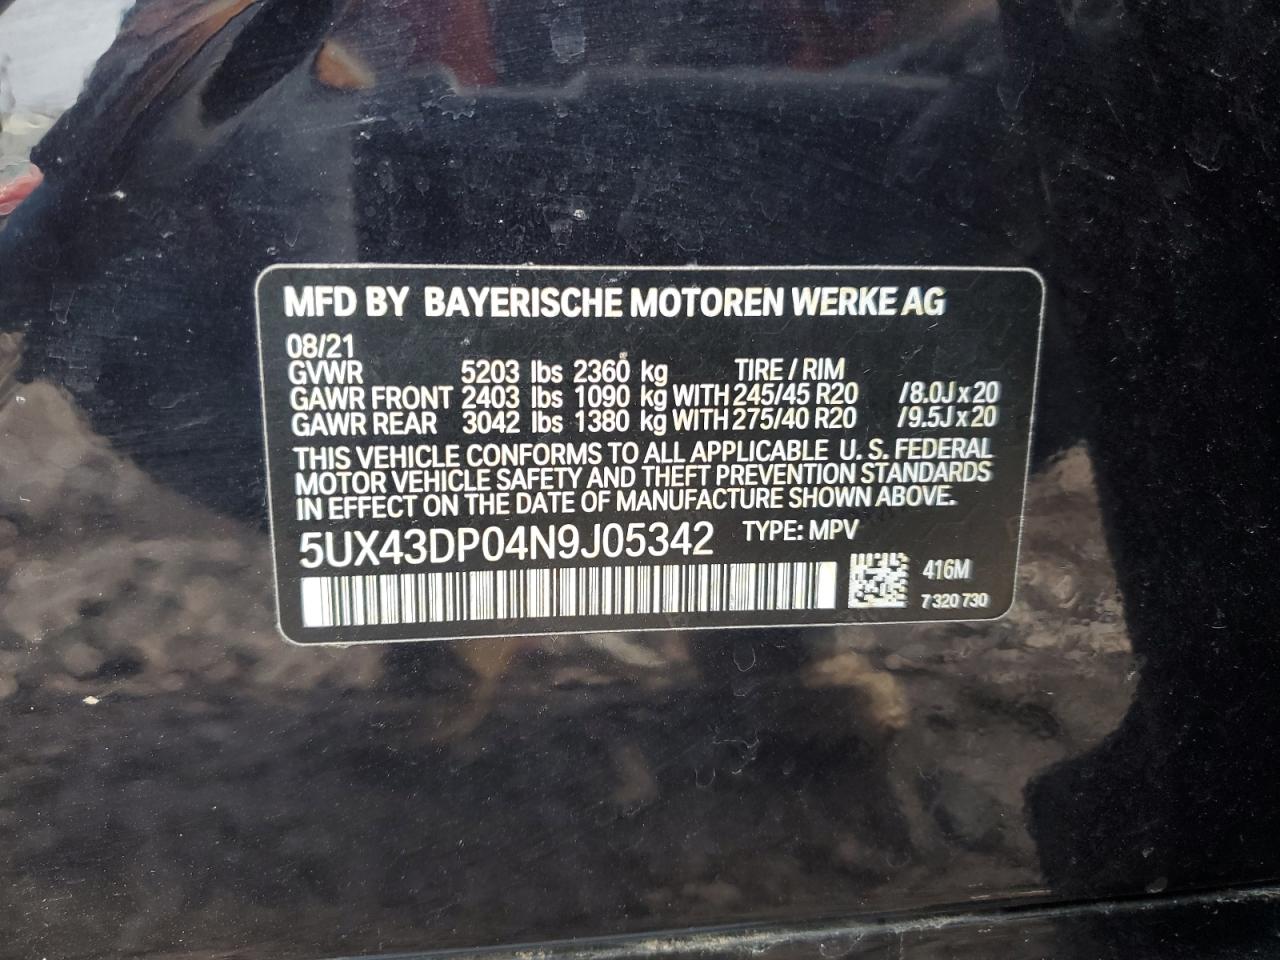 MFD BY BAYERISCHE MOTOREN WERKE AG
08/21
GVWR 5203 lbs 2360 kg TIRE / RIM
GAWR FRONT 2403 lbs 1090 kg WITH 245/45 R20 /8.0J x 20
GAWR REAR 3042 lbs 1380 kg WITH 275/40 R20 /9.5J x 20
THIS VEHICLE CONFORMS TO ALL APPLICABLE U. S. FEDERAL
MOTOR VEHICLE SAFETY AND THEFT PREVENTION STANDARDS
IN EFFECT ON THE DATE OF MANUFACTURE SHOWN ABOVE.
5UX43DP04N9J05342 TYPE: MPV
416M
7 320 730